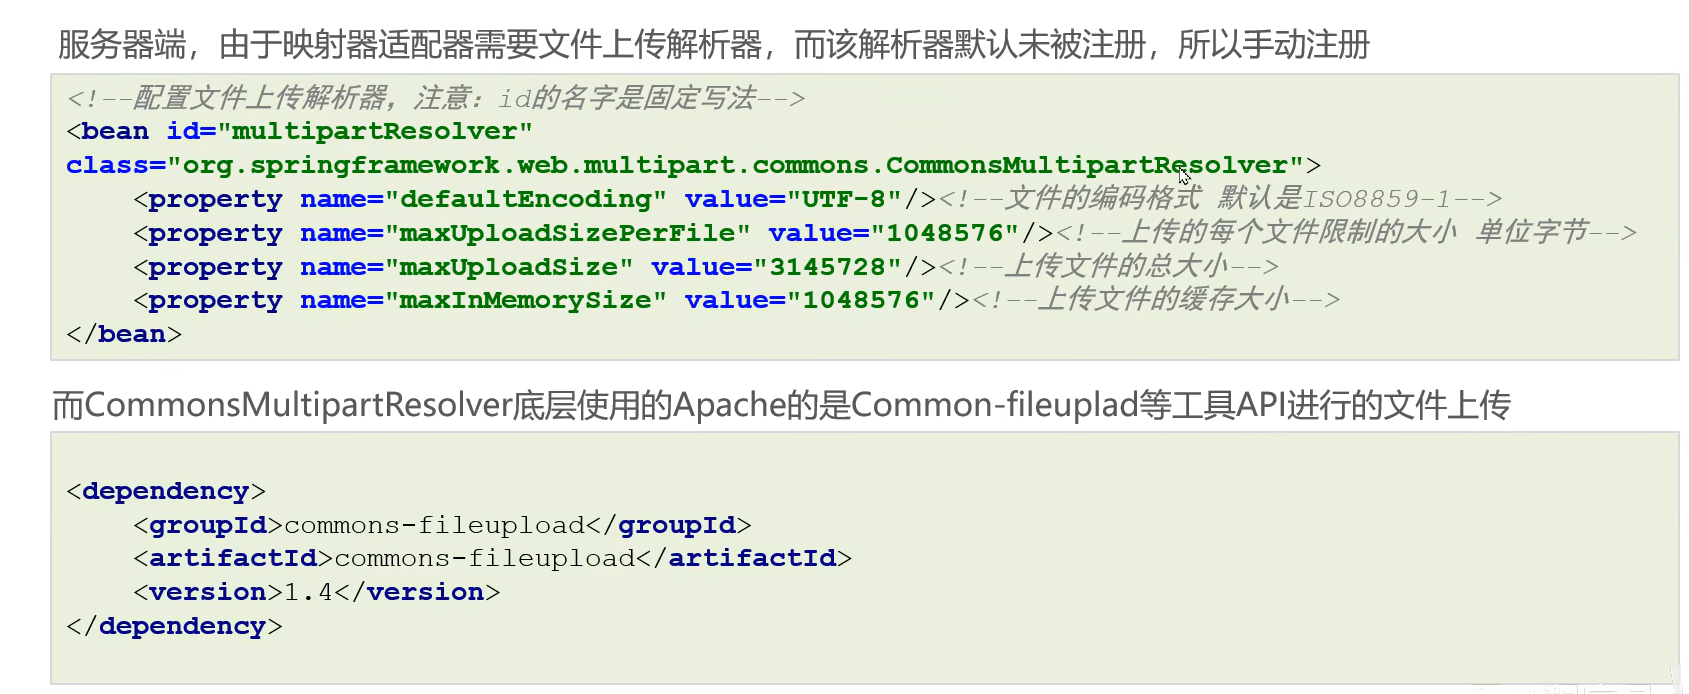 服务器端，由于映射器适配器需要文件上传解析器，而该解析器默认未被注册，所以手动注册
<!--配置文件上传解析器，注意：id的名字是固定写法-->
<bean id="multipartResolver"
class="org.springframework.web.multipart.commons.CommonsMultipartResolver">
    <property name="defaultEncoding" value="UTF-8"/><!--文件的编码格式 默认是ISO8859-1-->
    <property name="maxUploadSizePerFile" value="1048576"/><!--上传的每个文件限制的大小 单位字节-->
    <property name="maxUploadSize" value="3145728"/><!--上传文件的总大小-->
    <property name="maxInMemorySize" value="1048576"/><!--上传文件的缓存大小-->
</bean>
而CommonsMultipartResolver底层使用的Apache的是Common-fileuplad等工具API进行的文件上传
<dependency>
    <groupId>commons-fileupload</groupId>
    <artifactId>commons-fileupload</artifactId>
    <version>1.4</version>
</dependency>